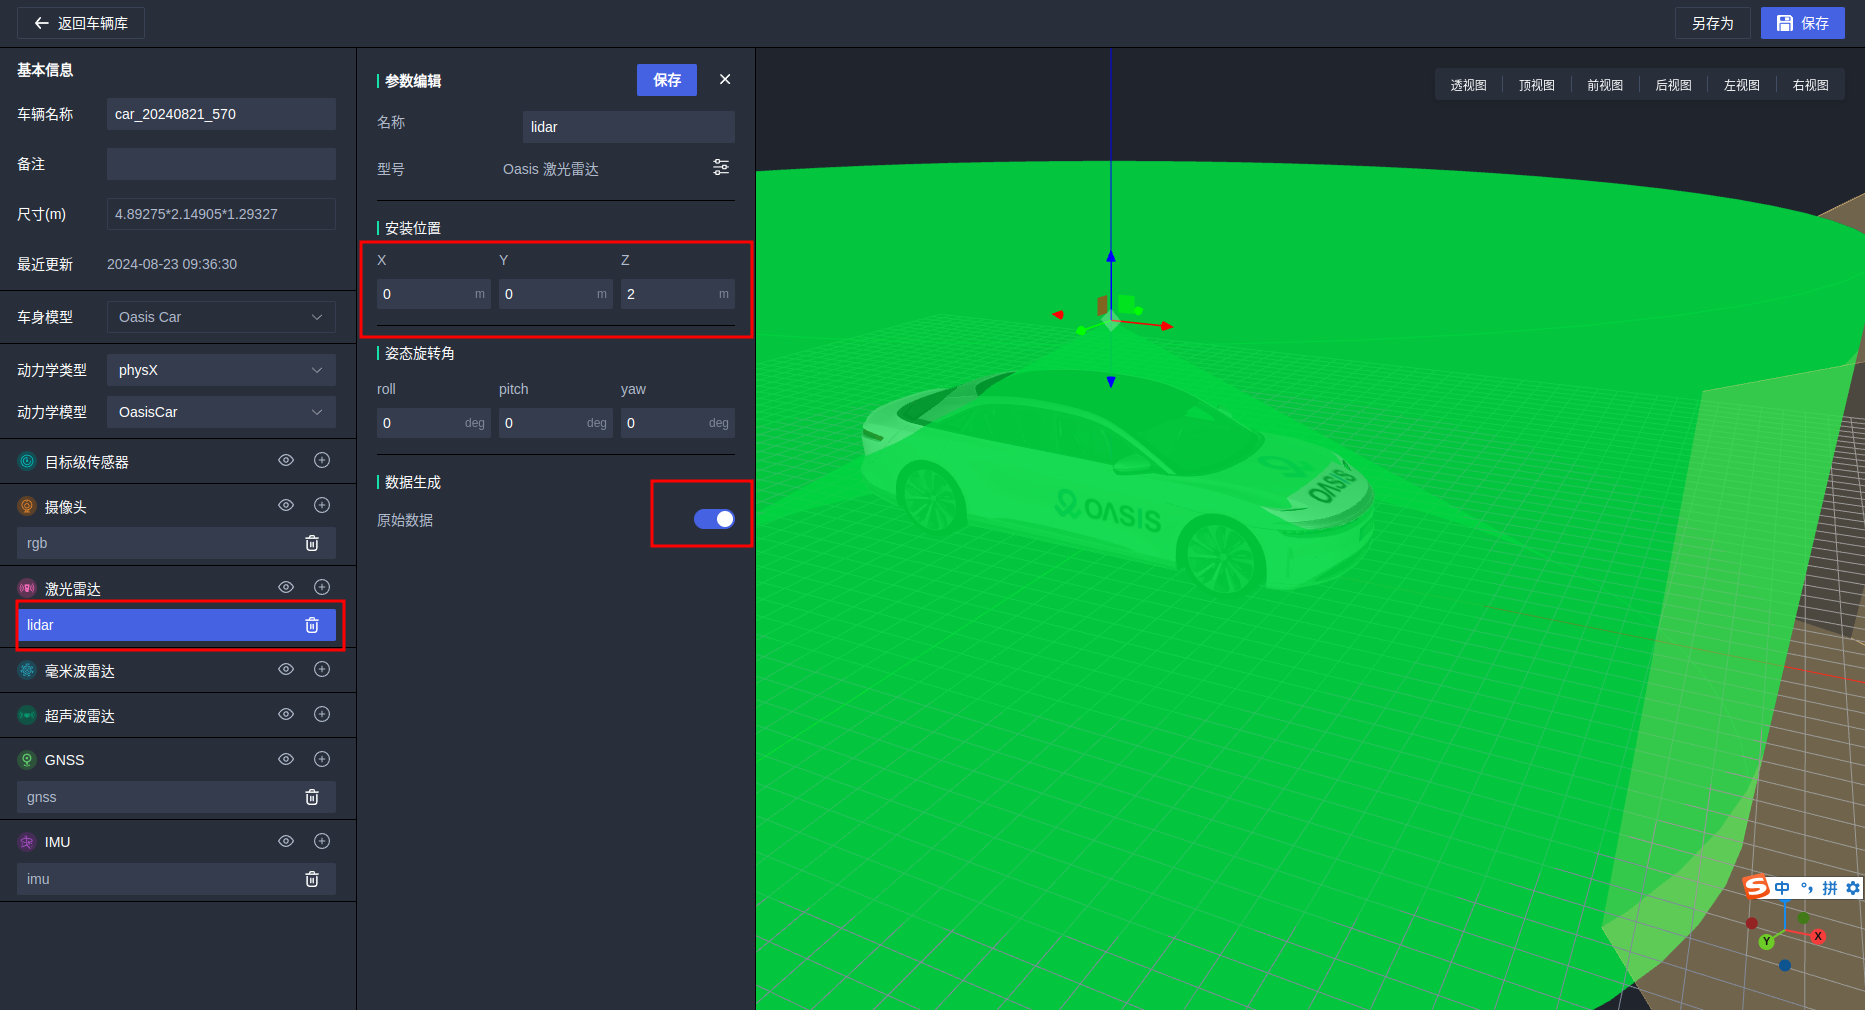 返回车辆库
另存为
保存
基本信息
车辆名称 car_20240821_570
备注
尺寸(m) 4.89275*2.14905*1.29327
最近更新 2024-08-23 09:36:30
车身模型 Oasis Car
动力学类型 physX
动力学模型 OasisCar
目标级传感器
摄像头
rgb
激光雷达
lidar
毫米波雷达
超声波雷达
GNSS
gnss
IMU
imu
参数编辑 保存
名称 lidar
型号 Oasis 激光雷达
安装位置
X Y Z
0 m 0 m 2 m
姿态旋转角
roll pitch yaw
0 deg 0 deg 0 deg
数据生成
原始数据
透视图 顶视图 前视图 后视图 左视图 右视图
OASIS
OASIS
S 中 °, 拼
Y X